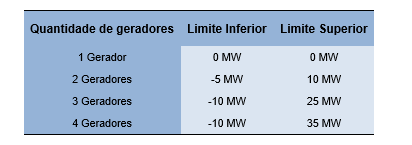 Quantidade de geradores Limite Inferior Limite Superior
1 Gerador 0 MW 0 MW
2 Geradores -5 MW 10 MW
3 Geradores -10 MW 25 MW
4 Geradores -10 MW 35 MW